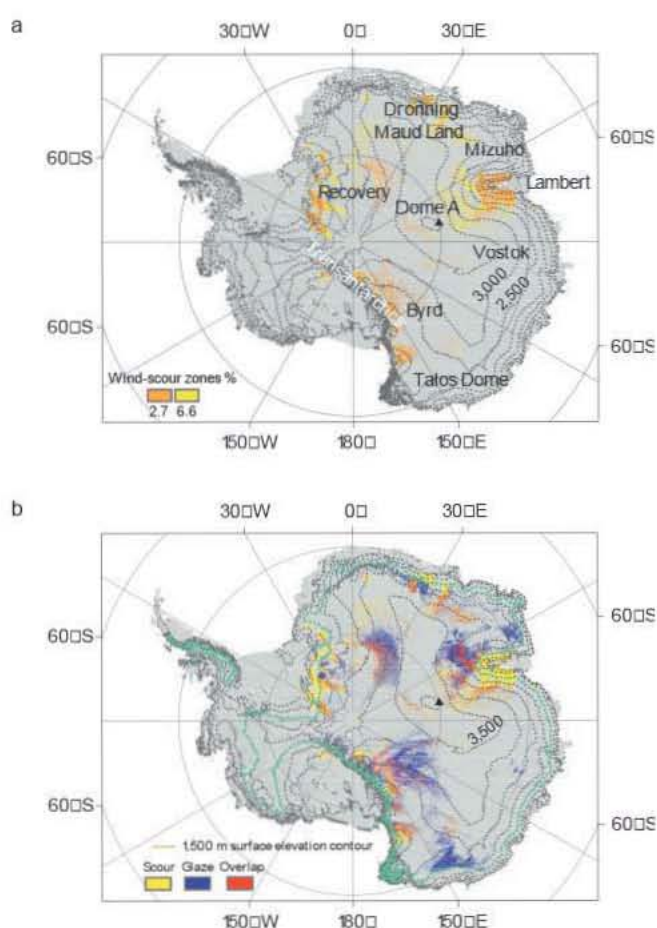 a
30□W 0□ 30□E
Dronning
Maud Land
Mizuho
60□S 60□S
Recovery
Lambert
Dome A
Transantarctic
Vostok
3,000
2,500
Byrd
60□S 60□S
Talos Dome
Wind-scour zones %
2.7 6.6
150□W 180□ 150□E
b
30□W 0□ 30□E
60□S 60□S
3,500
60□S 60□S
1,500 m surface elevation contour
Scour Glaze Overlap
150□W 180□ 150□E